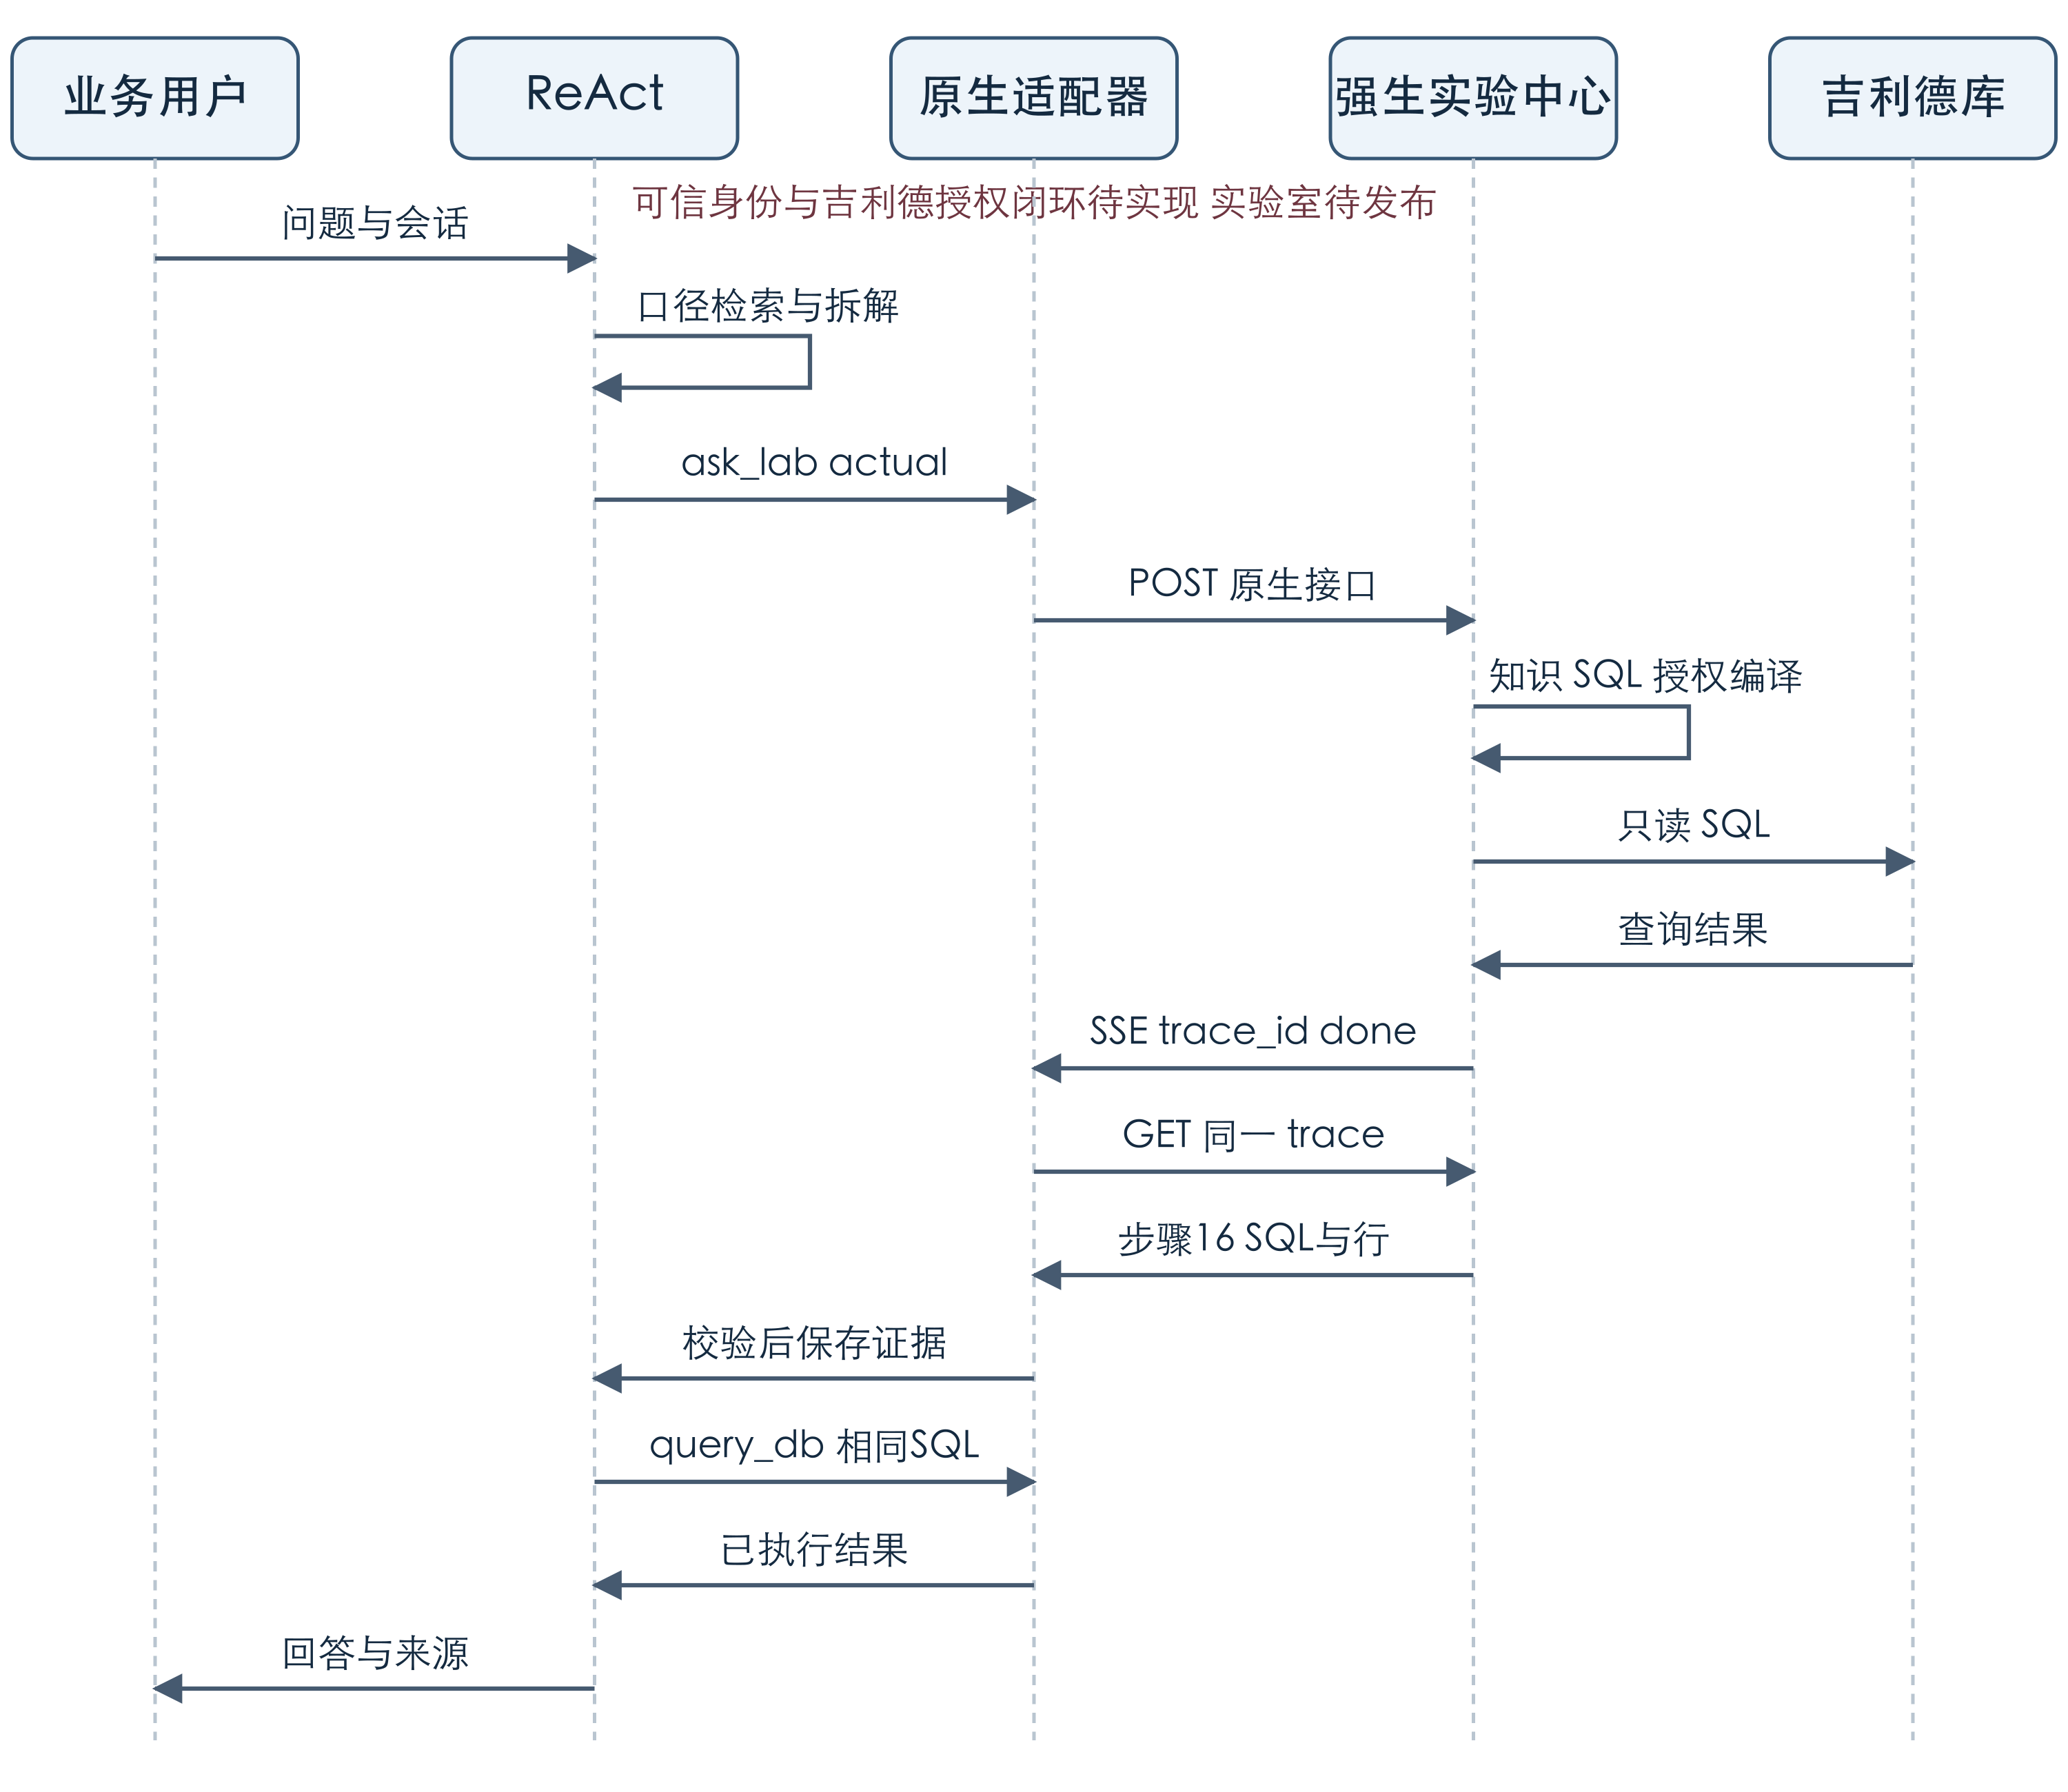 业务用户
ReAct
原生适配器
强生实验中心
吉利德库
可信身份与吉利德授权闭环待实现 实验室待发布
问题与会话
口径检索与拆解
ask_lab actual
POST 原生接口
知识 SQL 授权编译
只读 SQL
查询结果
SSE trace_id done
GET 同一 trace
步骤16 SQL与行
校验后保存证据
query_db 相同SQL
已执行结果
回答与来源